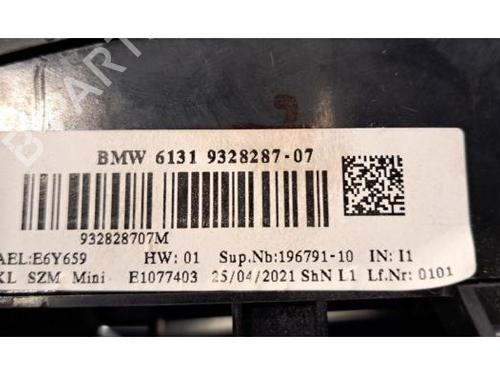 BMW 6131 9328287-07
932828707M
AEL:E6Y659 HW: 01 Sup.Nb:196791-10 IN: I1
KL SZM Mini E1077403 25/04/2021 ShN L1 Lf.Nr: 0101